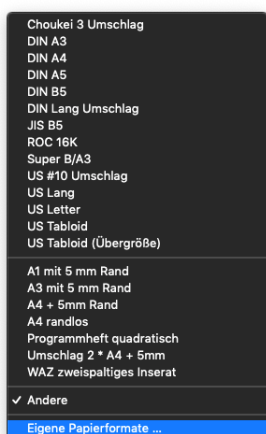 Choukei 3 Umschlag
DIN A3
DIN A4
DIN A5
DIN B5
DIN Lang Umschlag
JIS B5
ROC 16K
Super B/A3
US #10 Umschlag
US Lang
US Letter
US Tabloid
US Tabloid (Übergröße)
A1 mit 5 mm Rand
A3 mit 5 mm Rand
A4 + 5mm Rand
A4 randlos
Programmheft quadratisch
Umschlag 2 * A4 + 5mm
WAZ zweispaltiges Inserat
✓ Andere
Eigene Papierformate ...